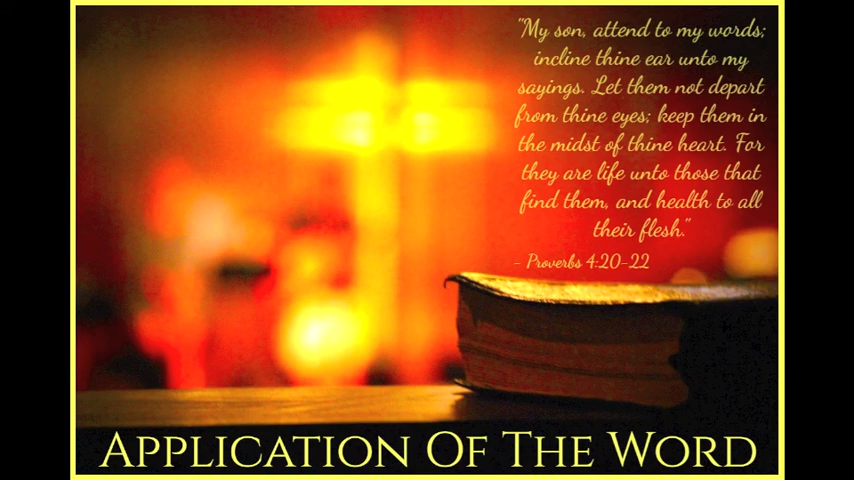 "My son, attend to my words;
incline thine ear unto my
sayings. Let them not depart
from thine eyes; keep them in
the midst of thine heart. For
they are life unto those that
find them, and health to all
their flesh."
- Proverbs 4:20-22
Application Of The Word